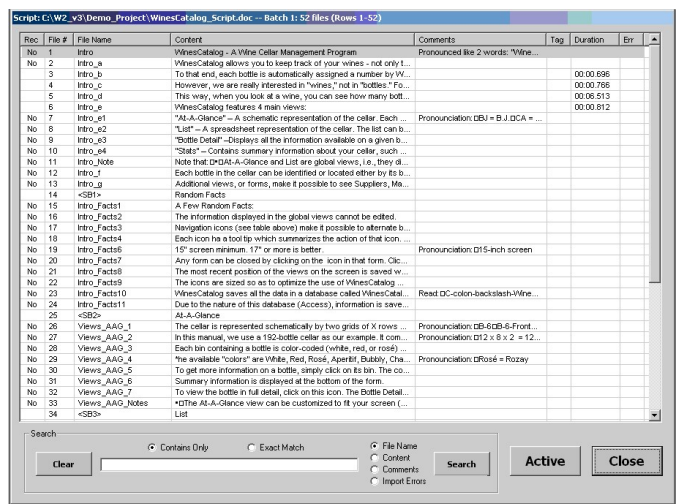 Script: C:\W2_v3\Demo_Project\WinesCatalog_Script.doc -- Batch 1: 52 files (Rows 1-52)
Rec File # File Name Content Comments Tag Duration Err
No 1 Intro WinesCatalog - A Wine Cellar Management Program Pronounced like 2 words: "Wine...
No 2 Intro_a WinesCatalog allows you to keep track of your wines - not only t...
3 Intro_b To that end, each bottle is automatically assigned a number by W... 00:00.696
4 Intro_c However, we are really interested in "wines," not in "bottles." Fo... 00:00.766
5 Intro_d This way, when you look at a wine, you can see how many bott... 00:06.513
6 Intro_e WinesCatalog features 4 main views: 00:00.812
No 7 Intro_e1 "At-A-Glance" – A schematic representation of the cellar. Each ... Pronunciation: □BJ = B.J.□CA = ...
No 8 Intro_e2 "List" – A spreadsheet representation of the cellar. The list can b...
No 9 Intro_e3 "Bottle Detail" –Displays all the information available on a given b...
No 10 Intro_e4 "Stats" – Contains summary information about your cellar, such ...
No 11 Intro_Note Note that: □•□At-A-Glance and List are global views, i.e., they di...
No 12 Intro_f Each bottle in the cellar can be identified or located either by its b...
No 13 Intro_g Additional views, or forms, make it possible to see Suppliers, Ma...
14 <SB1> Random Facts
No 15 Intro_Facts1 A Few Random Facts:
No 16 Intro_Facts2 The information displayed in the global views cannot be edited.
No 17 Intro_Facts3 Navigation icons (see table above) make it possible to alternate b...
No 18 Intro_Facts4 Each icon ha a tool tip which summarizes the action of that icon. ...
No 19 Intro_Facts6 15" screen minimum. 17" or more is better. Pronounciation: □15-inch screen
No 20 Intro_Facts7 Any form can be closed by clicking on the icon in that form. Clic...
No 21 Intro_Facts8 The most recent position of the views on the screen is saved w...
No 22 Intro_Facts9 The icons are sized so as to optimize the use of WinesCatalog ...
No 23 Intro_Facts10 WinesCatalog saves all the data in a database called WinesCatal... Read: □C-colon-backslash-Wine...
No 24 Intro_Facts11 Due to the nature of this database (Access), information is save...
25 <SB2> At-A-Glance
No 26 Views_AAG_1 The cellar is represented schematically by two grids of X rows ... Pronunciation: □B-6□B-6-Front...
No 27 Views_AAG_2 In this manual, we use a 192-bottle cellar as our example. It com... Pronunciation: □12 x 8 x 2 = 12...
No 28 Views_AAG_3 Each bin containing a bottle is color-coded (white, red, or rosé) ...
No 29 Views_AAG_4 *he available "colors" are White, Red, Rosé, Aperitif, Bubbly, Cha... Pronunciation: □Rosé = Rozay
No 30 Views_AAG_5 To get more information on a bottle, simply click on its bin. The co...
No 31 Views_AAG_6 Summary information is displayed at the bottom of the form.
No 32 Views_AAG_7 To view the bottle in full detail, click on this icon. The Bottle Detail...
No 33 Views_AAG_Notes •□The At-A-Glance view can be customized to fit your screen (...
34 <SB3> List
Search
Contains Only Exact Match
File Name
Content
Comments
Import Errors
Clear Search Active Close